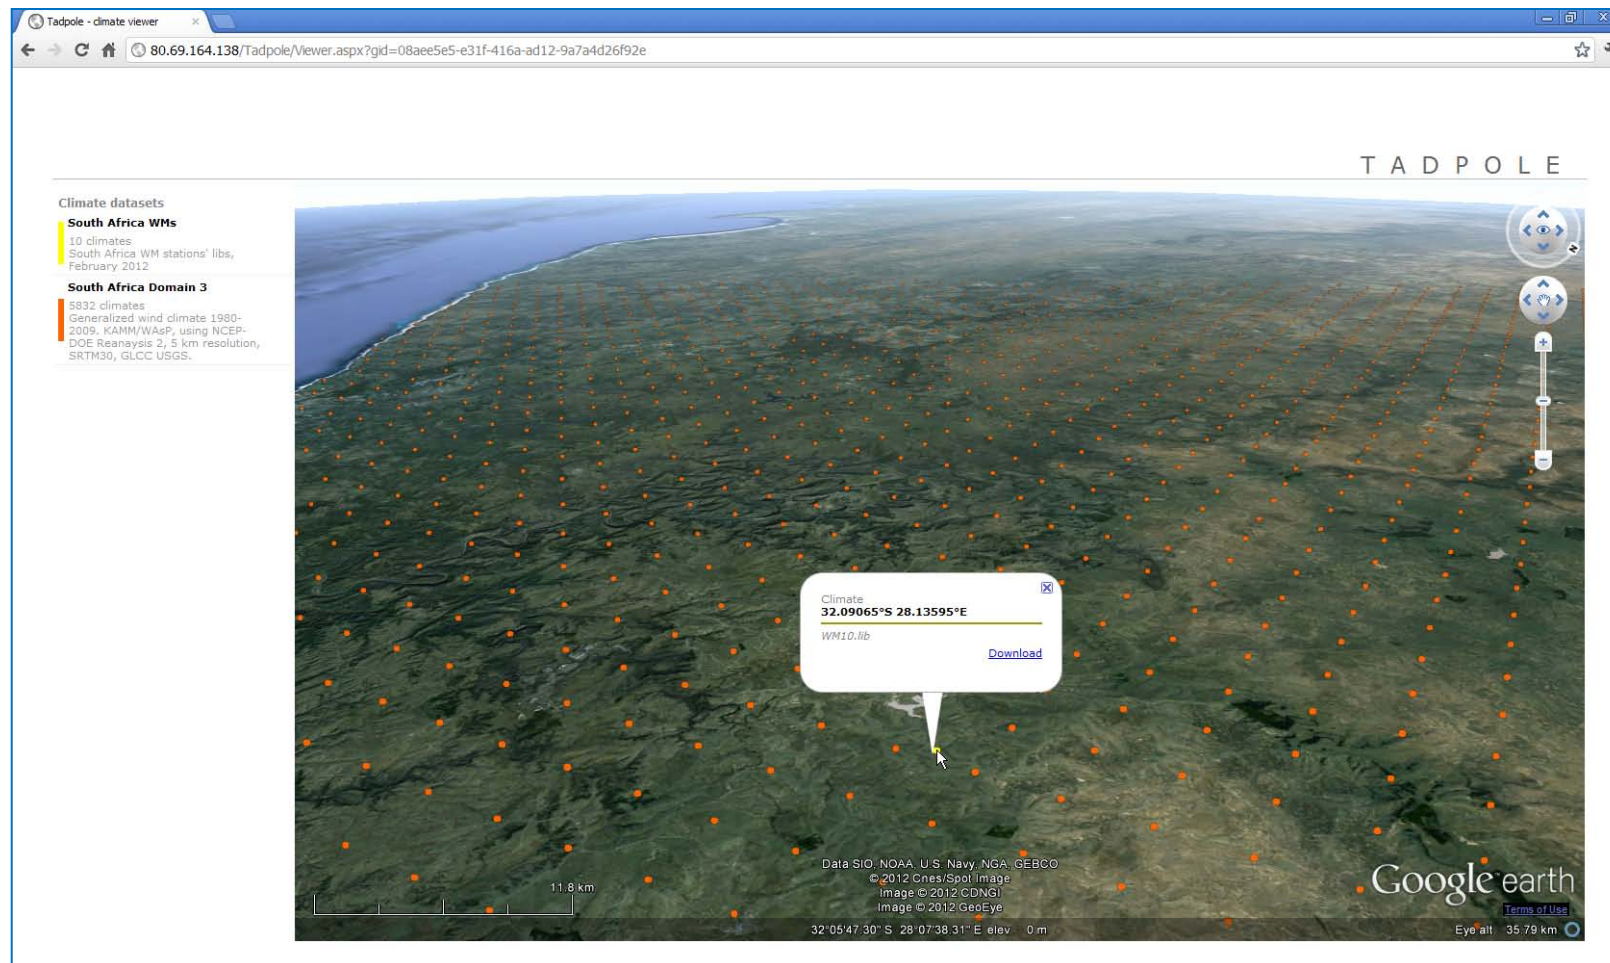 Tadpole - climate viewer
80.69.164.138/Tadpole/Viewer.aspx?gid=08aee5e5-e31f-416a-ad12-9a7a4d26f92e
TADPOLE
Climate datasets
South Africa WMs
10 climates
South Africa WM stations' libs,
February 2012
South Africa Domain 3
5832 climates
Generalized wind climate 1980-
2009. KAMM/WAsP, using NCEP-
DOE Reanaysis 2, 5 km resolution,
SRTM30, GLCC USGS.
N
Climate
32.09065°S 28.13595°E
WM10.lib
Download
11.8 km
Data SIO, NOAA, U.S. Navy, NGA, GEBCO
© 2012 Cnes/Spot Image
Image © 2012 CDNGI
Image © 2012 GeoEye
Google earth
Terms of Use
32°05'47.30" S 28°07'38.31" E elev 0 m
Eye alt 35.79 km